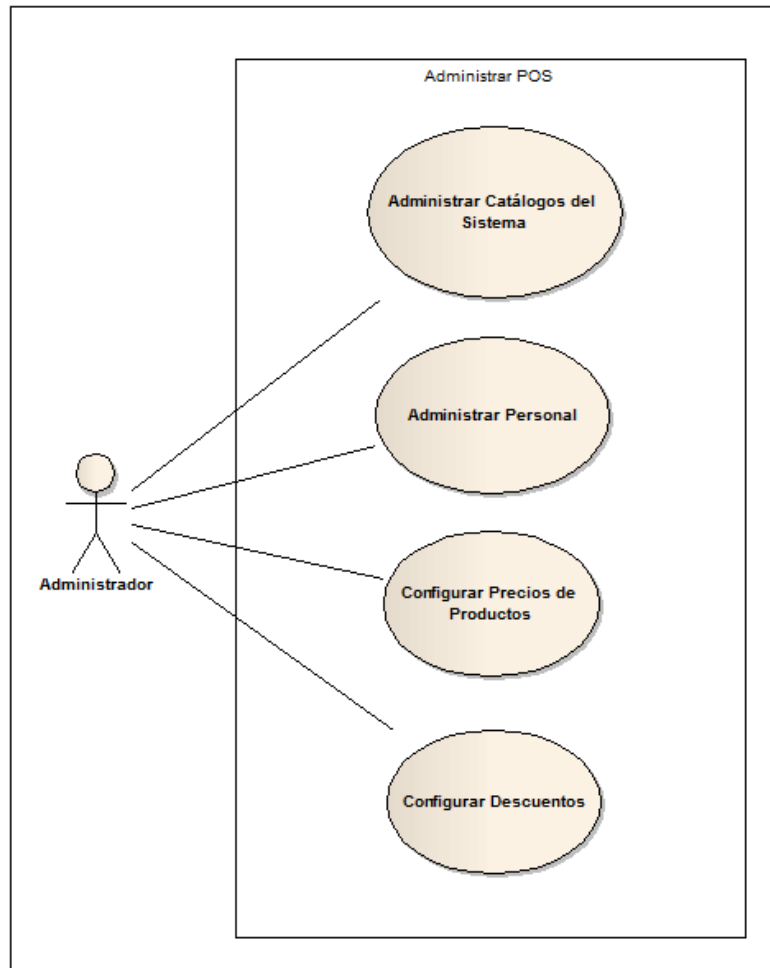 Administrar POS
Administrar Catálogos del
Sistema
Administrar Personal
Administrador
Configurar Precios de
Productos
Configurar Descuentos